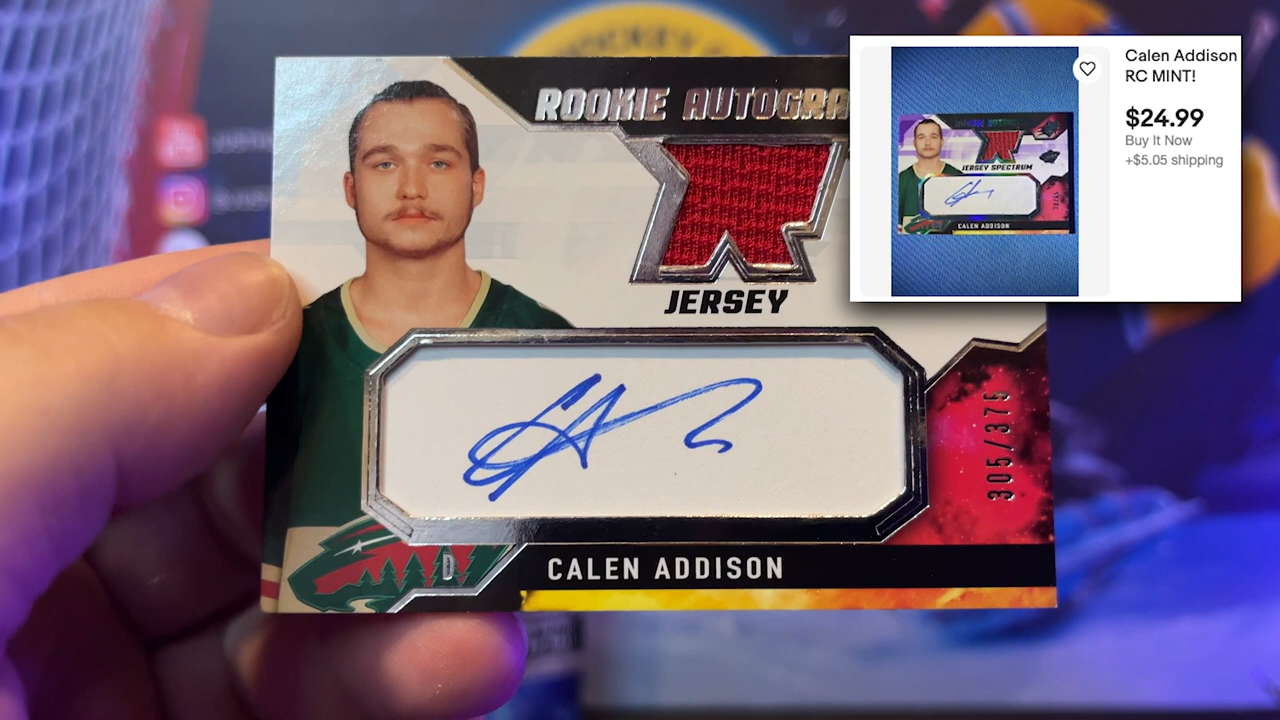 HOCKEY
ROOKIE AUTOGRA
JERSEY
305/375
D
CALEN ADDISON
Calen Addison
RC MINT!
$24.99
Buy It Now
+$5.05 shipping
JERSEY SPECTRUM
CALEN ADDISON